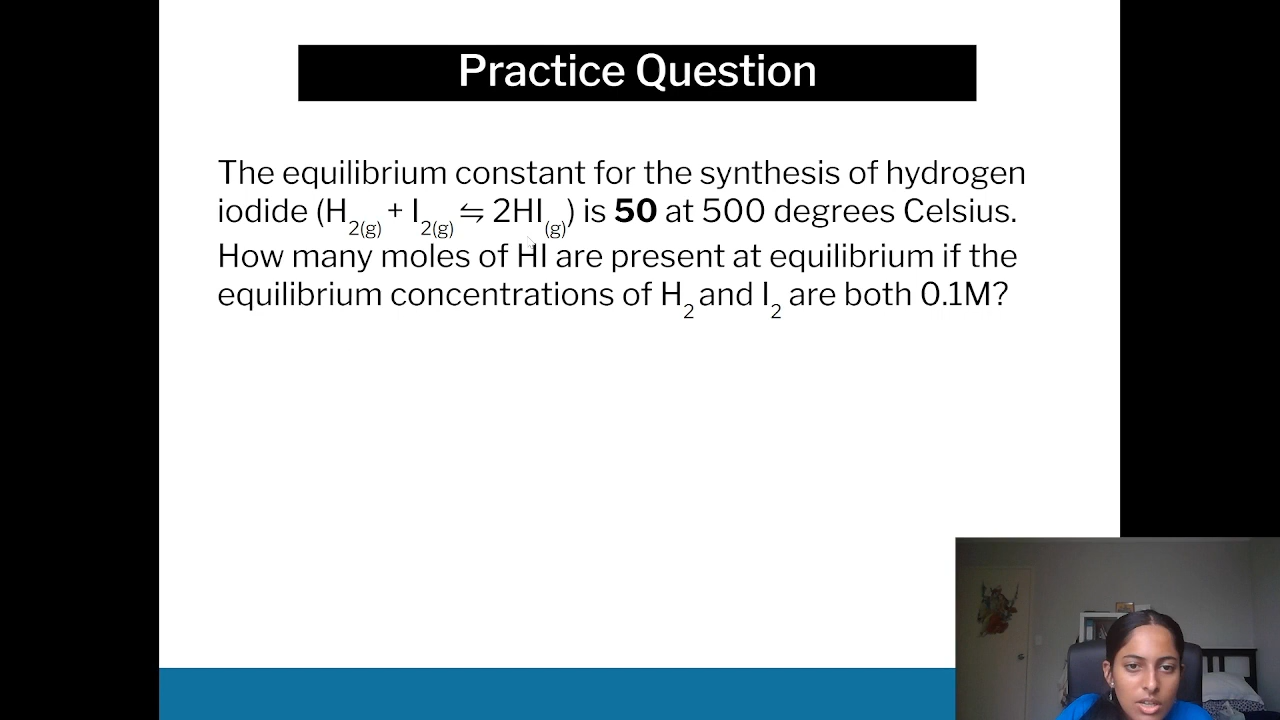 Practice Question
The equilibrium constant for the synthesis of hydrogen
iodide (H2(g) + I2(g) ⇋ 2HI(g)) is 50 at 500 degrees Celsius.
How many moles of HI are present at equilibrium if the
equilibrium concentrations of H2 and I2 are both 0.1M?